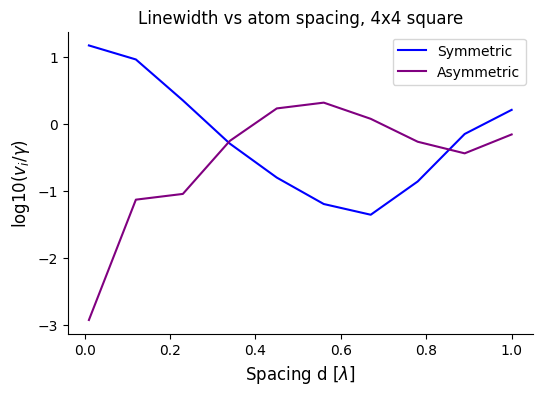 Linewidth vs atom spacing, 4x4 square
Symmetric
Asymmetric
log10(v_i/γ)
1
0
−1
−2
−3
0.0 0.2 0.4 0.6 0.8 1.0
Spacing d [λ]